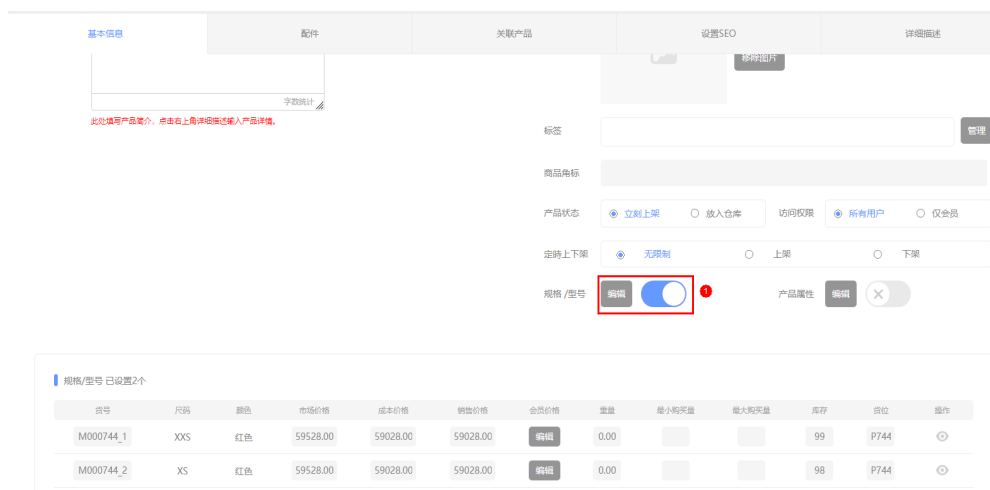 基本信息 配件 关联产品 设置SEO 详细描述
移除图片
字数统计
此处填写产品简介，点击右上角详细描述输入产品详情。
标签 管理
商品角标
产品状态 立刻上架 放入仓库 访问权限 所有用户 仅会员
定时上下架 无限制 上架 下架
规格 /型号 编辑 1 产品属性 编辑
规格/型号 已设置2个
货号 尺码 颜色 市场价格 成本价格 销售价格 会员价格 重量 最小购买量 最大购买量 库存 货位 操作
M000744_1 XXS 红色 59528.00 59028.00 59028.00 编辑 0.00 99 P744
M000744_2 XS 红色 59528.00 59028.00 59028.00 编辑 0.00 98 P744